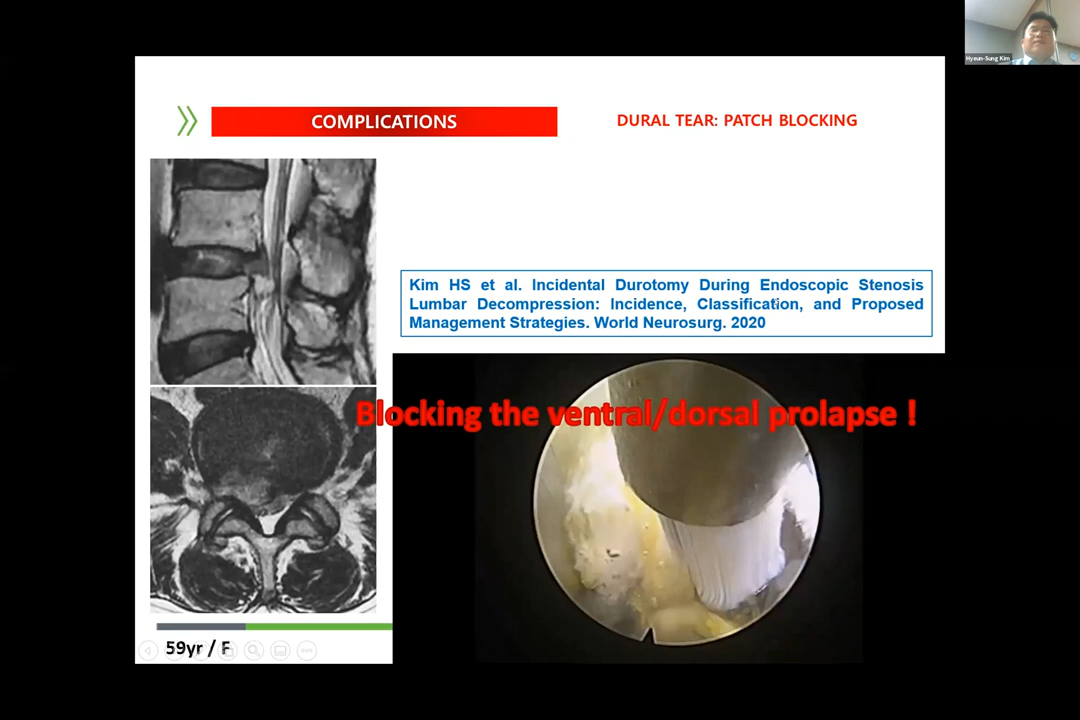 Hyeun-Sung Kim
COMPLICATIONS
DURAL TEAR: PATCH BLOCKING
Kim HS et al. Incidental Durotomy During Endoscopic Stenosis
Lumbar Decompression: Incidence, Classification, and Proposed
Management Strategies. World Neurosurg. 2020
Blocking the ventral/dorsal prolapse !
59yr / F